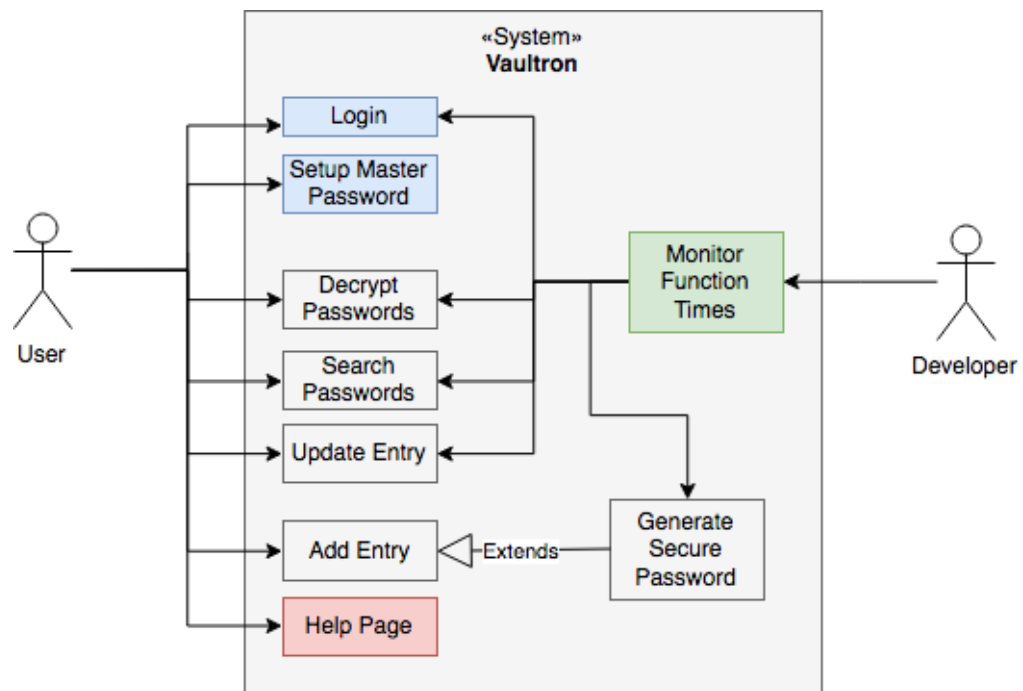 «System»
Vaultron
Login
Setup Master
Password
Decrypt
Passwords
Search
Passwords
Update Entry
Add Entry
Help Page
Extends
Monitor
Function
Times
Generate
Secure
Password
User
Developer